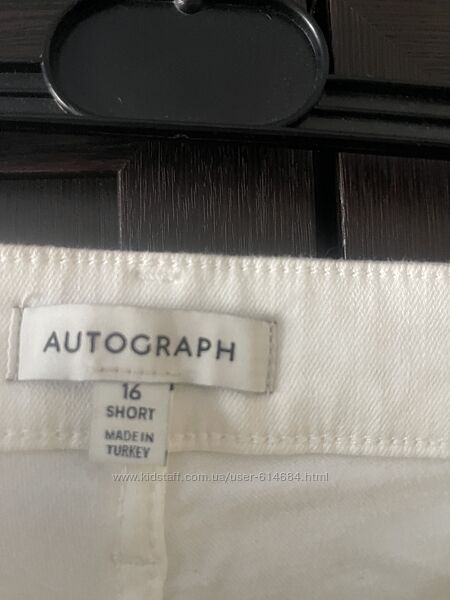 AUTOGRAPH
16
SHORT
MADE IN
TURKEY
www.kidstaff.com.ua/user-614684.html